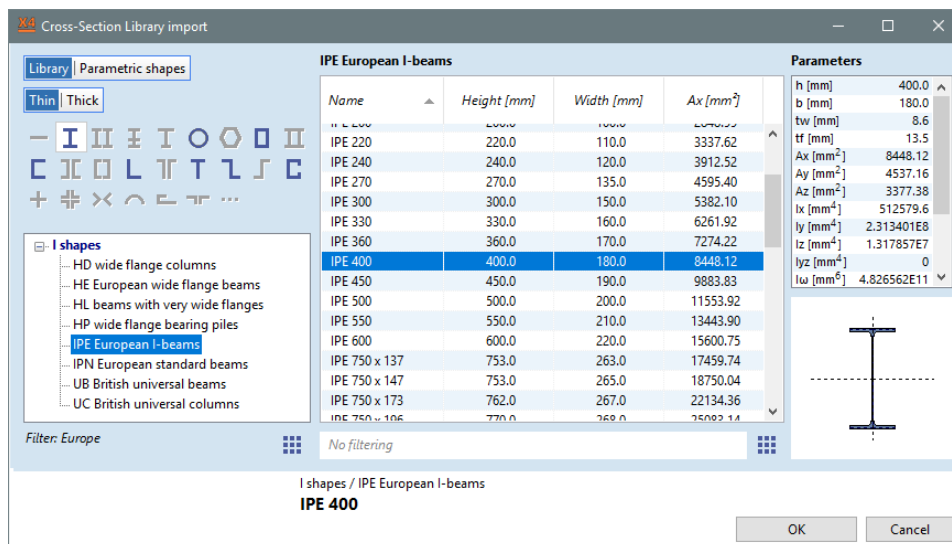 X4 Cross-Section Library import
Library Parametric shapes
Thin Thick
I shapes
HD wide flange columns
HE European wide flange beams
HL beams with very wide flanges
HP wide flange bearing piles
IPE European I-beams
IPN European standard beams
UB British universal beams
UC British universal columns
Filter: Europe
IPE European I-beams
Name Height [mm] Width [mm] Ax [mm²]
IPE 220 220.0 110.0 3337.62
IPE 240 240.0 120.0 3912.52
IPE 270 270.0 135.0 4595.40
IPE 300 300.0 150.0 5382.10
IPE 330 330.0 160.0 6261.92
IPE 360 360.0 170.0 7274.22
IPE 400 400.0 180.0 8448.12
IPE 450 450.0 190.0 9883.83
IPE 500 500.0 200.0 11553.92
IPE 550 550.0 210.0 13443.90
IPE 600 600.0 220.0 15600.75
IPE 750 x 137 753.0 263.0 17459.74
IPE 750 x 147 753.0 265.0 18750.04
IPE 750 x 173 762.0 267.0 22134.36
IPE 750 x 196 770.0 268.0 25083.14
No filtering
Parameters
h [mm] 400.0
b [mm] 180.0
tw [mm] 8.6
tf [mm] 13.5
Ax [mm²] 8448.12
Ay [mm²] 4537.16
Az [mm²] 3377.38
Ix [mm⁴] 512579.6
Iy [mm⁴] 2.313401E8
Iz [mm⁴] 1.317857E7
Iyz [mm⁴] 0
Iω [mm⁶] 4.826562E11
I shapes / IPE European I-beams
IPE 400
OK Cancel